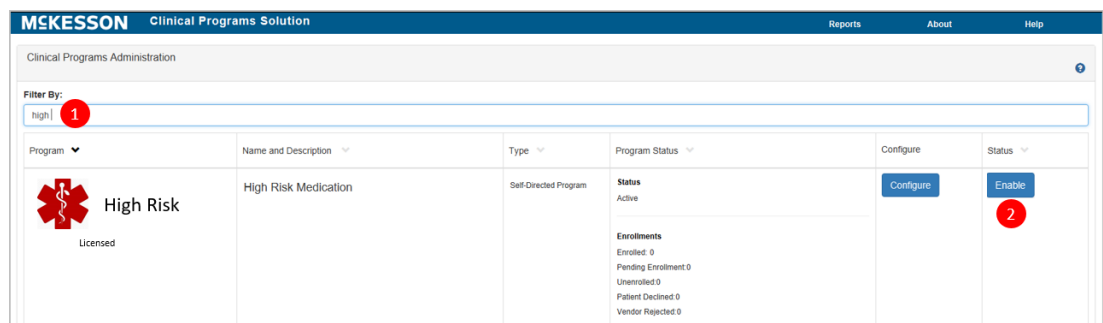 MCKESSON Clinical Programs Solution Reports About Help
Clinical Programs Administration
Filter By:
high 1
Program Name and Description Type Program Status Configure Status
High Risk
Licensed
High Risk Medication
Self-Directed Program
Status
Active
Enrollments
Enrolled: 0
Pending Enrollment:0
Unenrolled:0
Patient Declined:0
Vendor Rejected:0
Configure
Enable
2